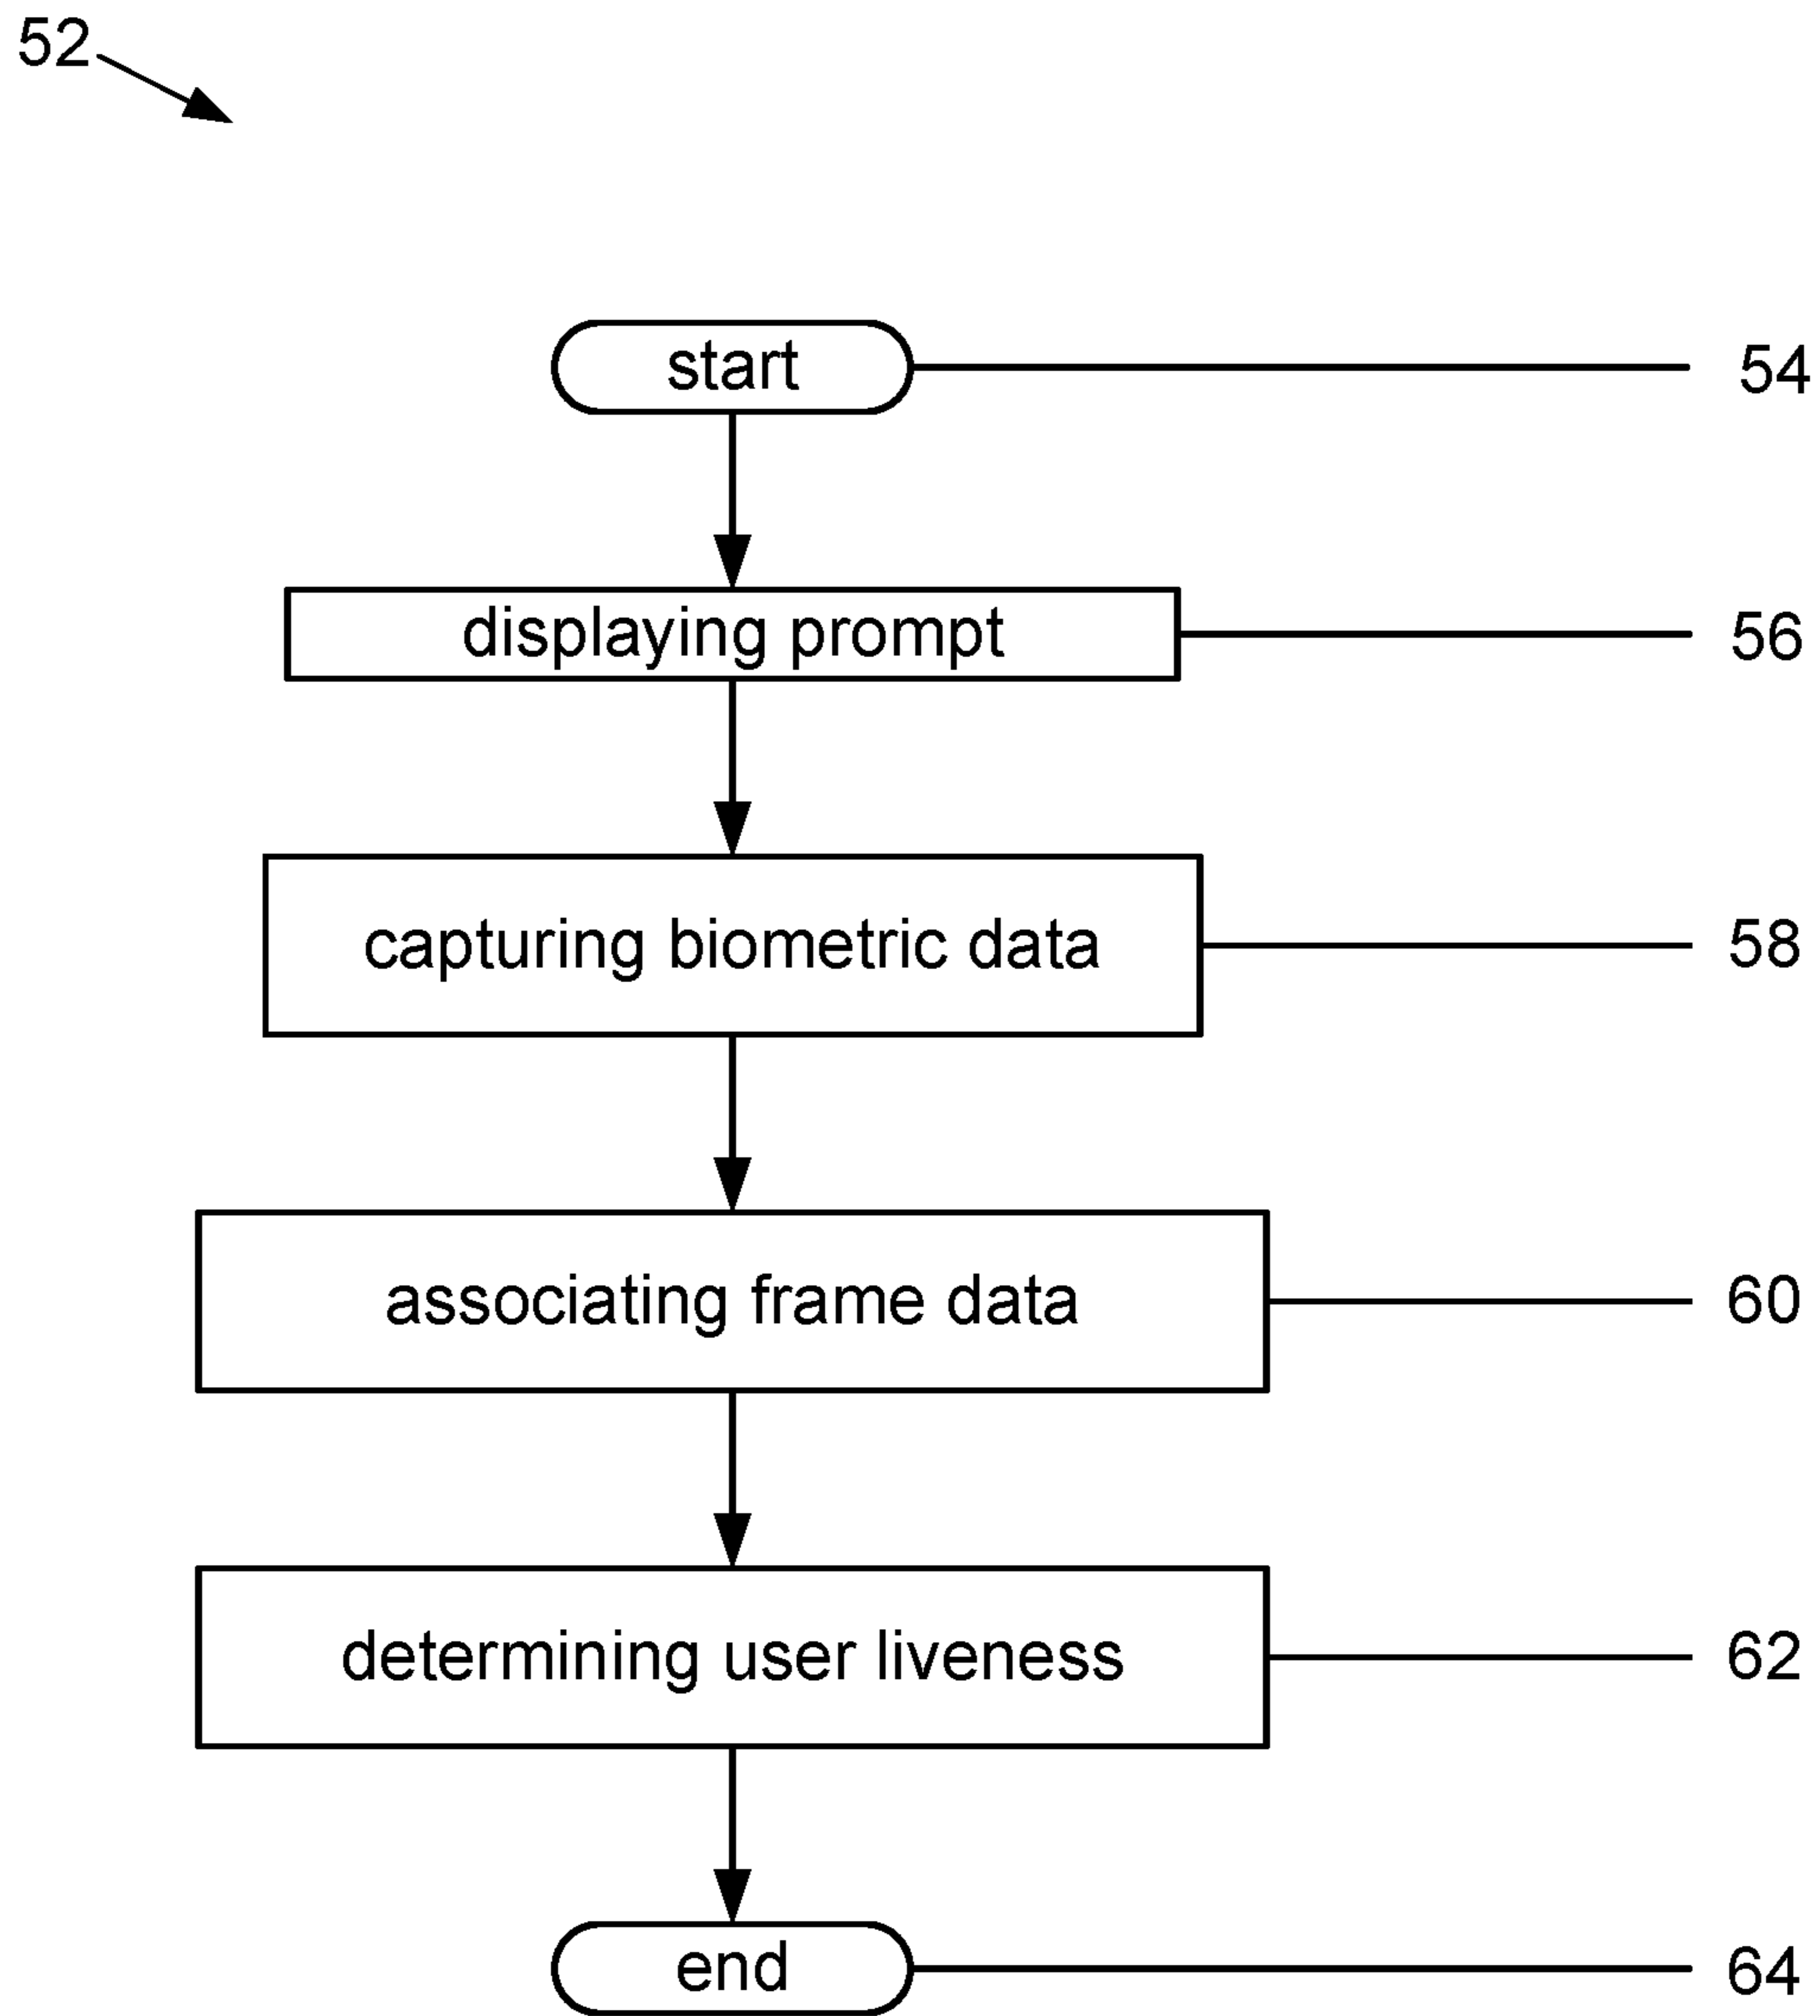 52
start 54
displaying prompt 56
capturing biometric data 58
associating frame data 60
determining user liveness 62
end 64